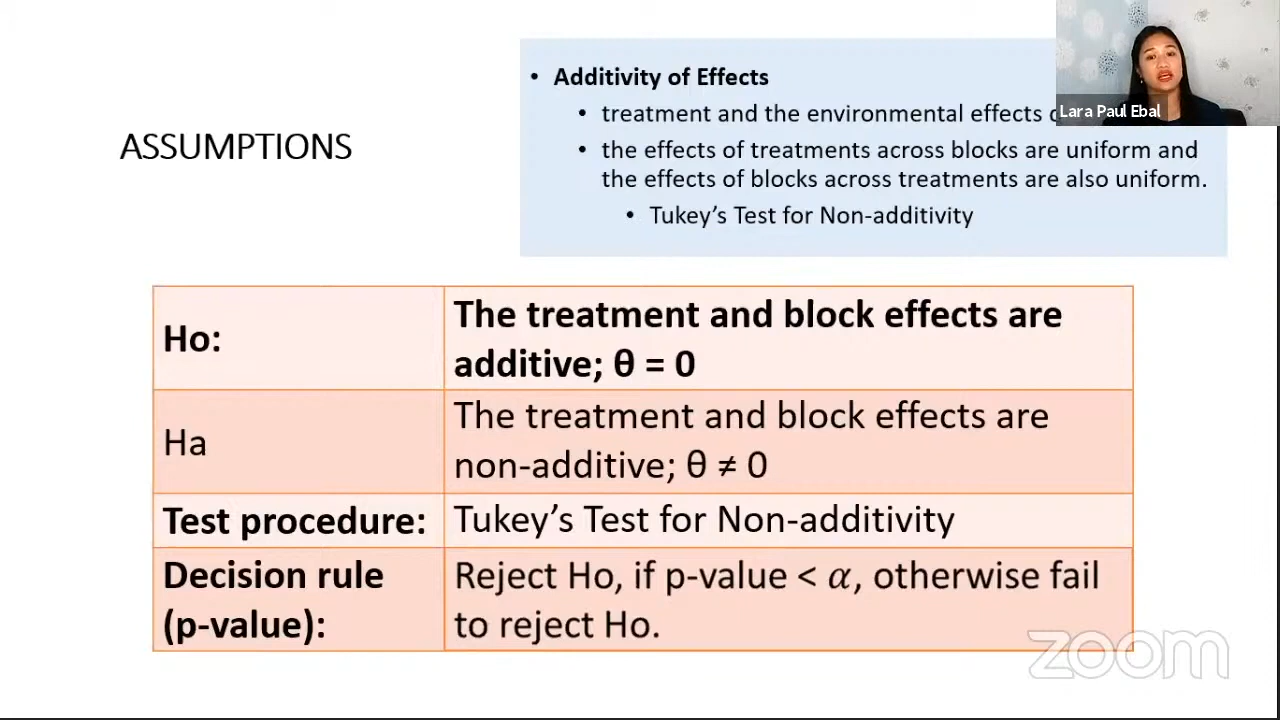 ASSUMPTIONS
• Additivity of Effects
• treatment and the environmental effects
• the effects of treatments across blocks are uniform and
the effects of blocks across treatments are also uniform.
• Tukey’s Test for Non-additivity
Lara Paul Ebal
Ho:
The treatment and block effects are
additive; θ = 0
Ha
The treatment and block effects are
non-additive; θ ≠ 0
Test procedure:
Tukey’s Test for Non-additivity
Decision rule
(p-value):
Reject Ho, if p-value < α, otherwise fail
to reject Ho.
zoom